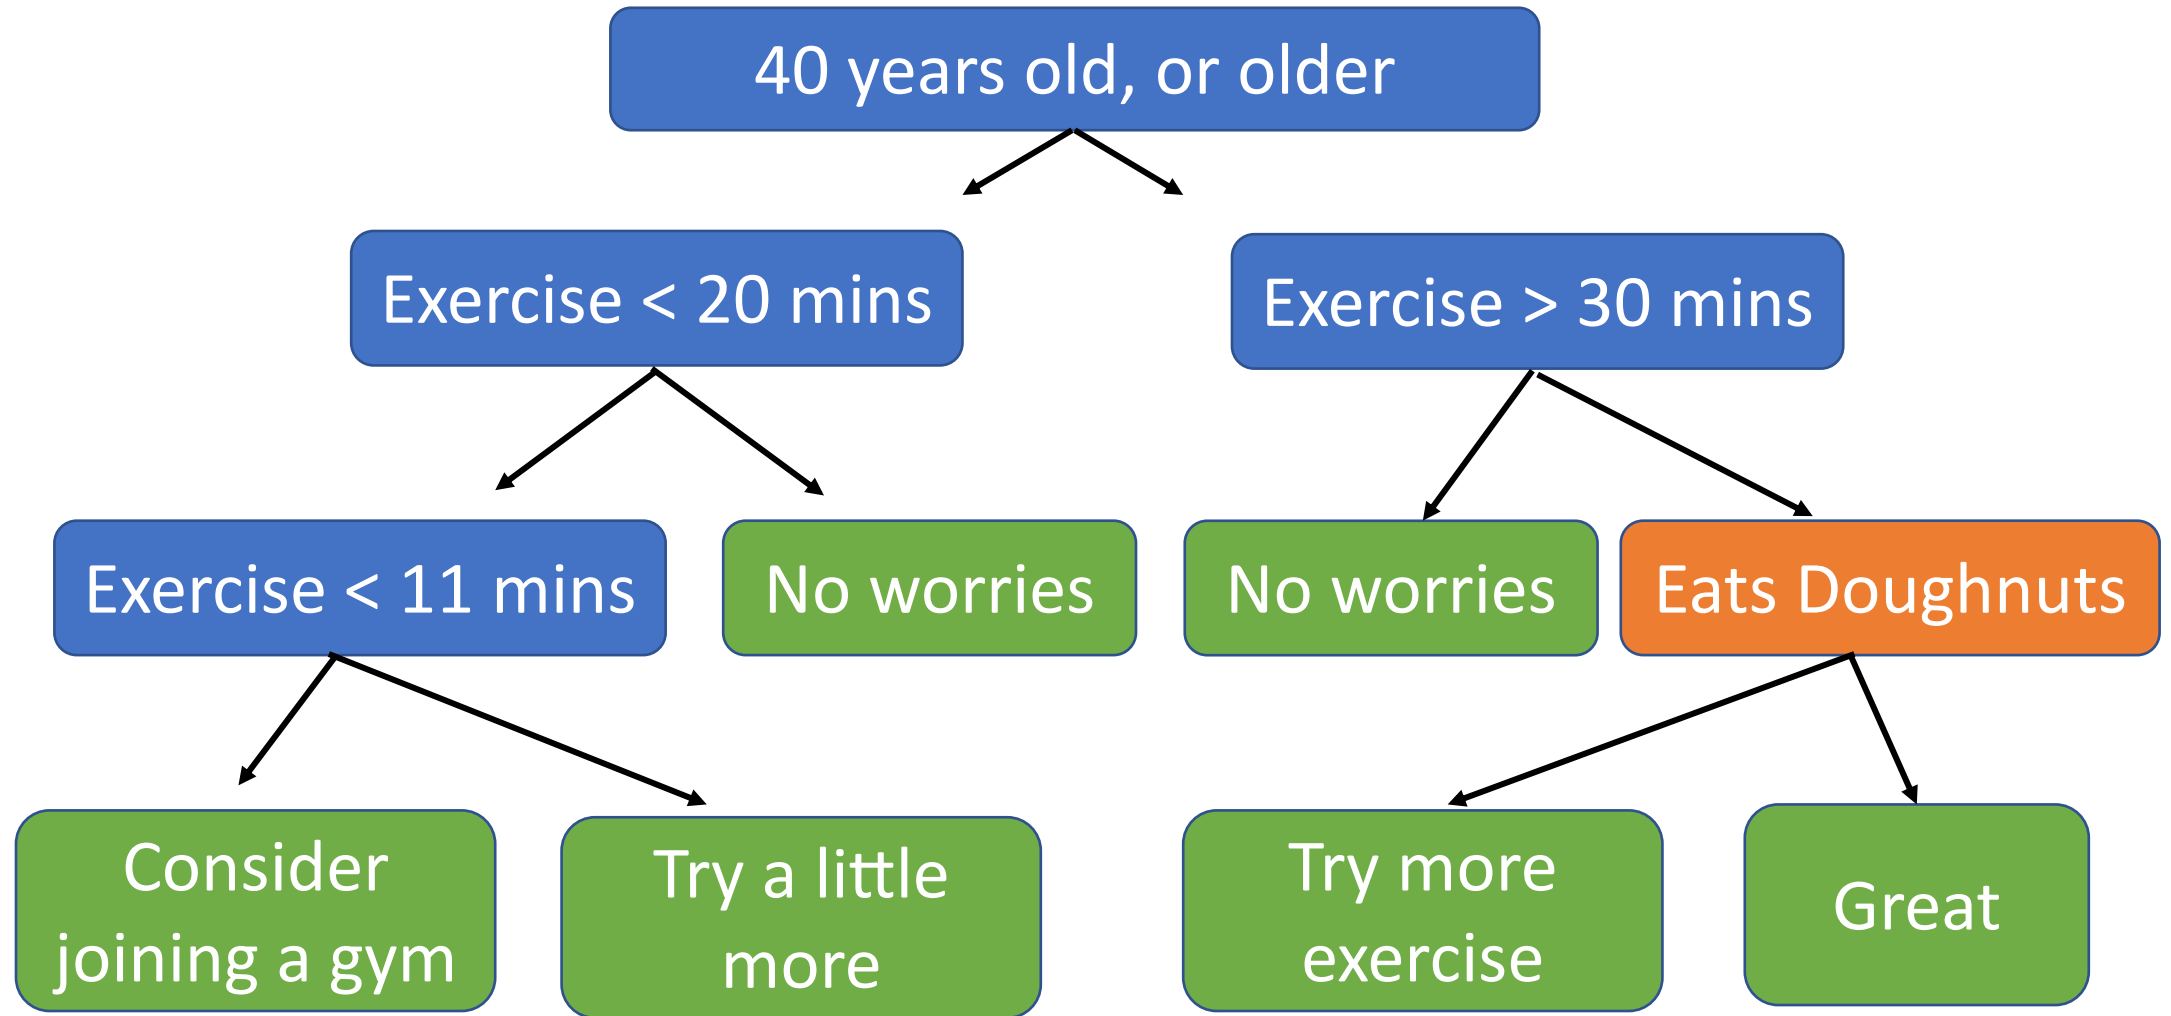 40 years old, or older
Exercise < 20 mins
Exercise > 30 mins
Exercise < 11 mins
No worries
No worries
Eats Doughnuts
Consider
joining a gym
Try a little
more
Try more
exercise
Great